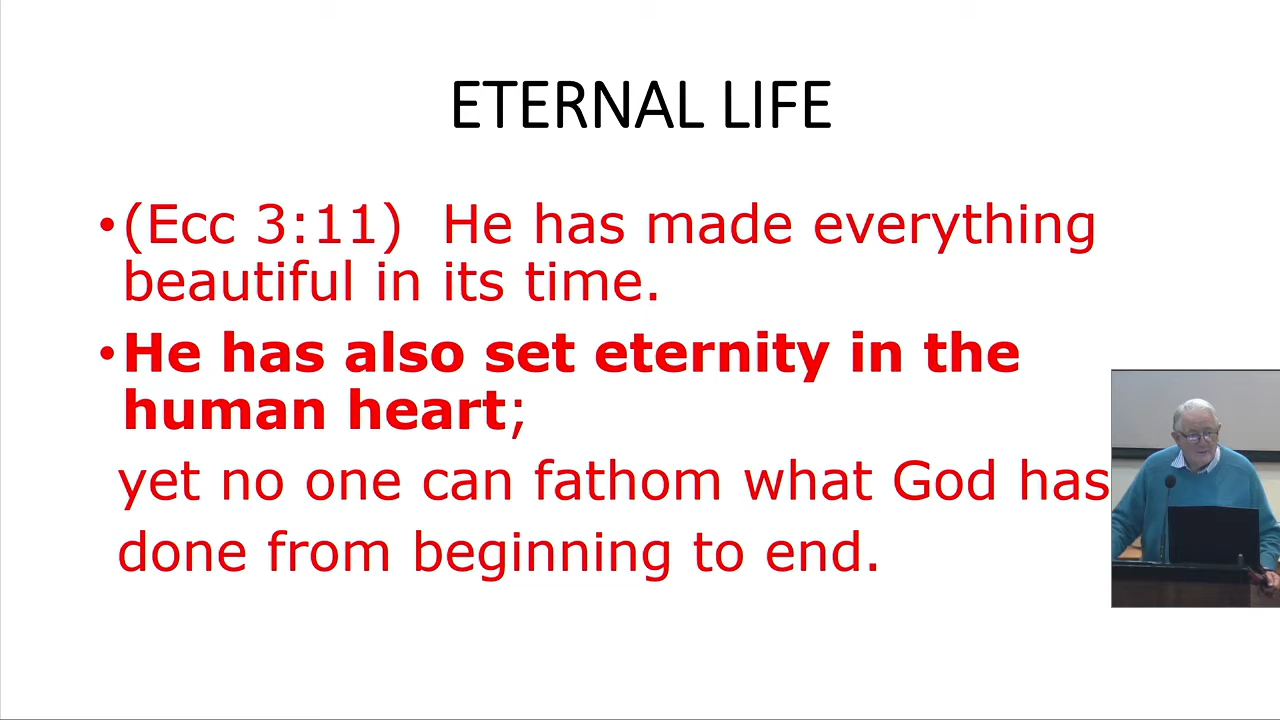 ETERNAL LIFE
•(Ecc 3:11)  He has made everything
beautiful in its time.
•He has also set eternity in the
human heart;
yet no one can fathom what God has
done from beginning to end.